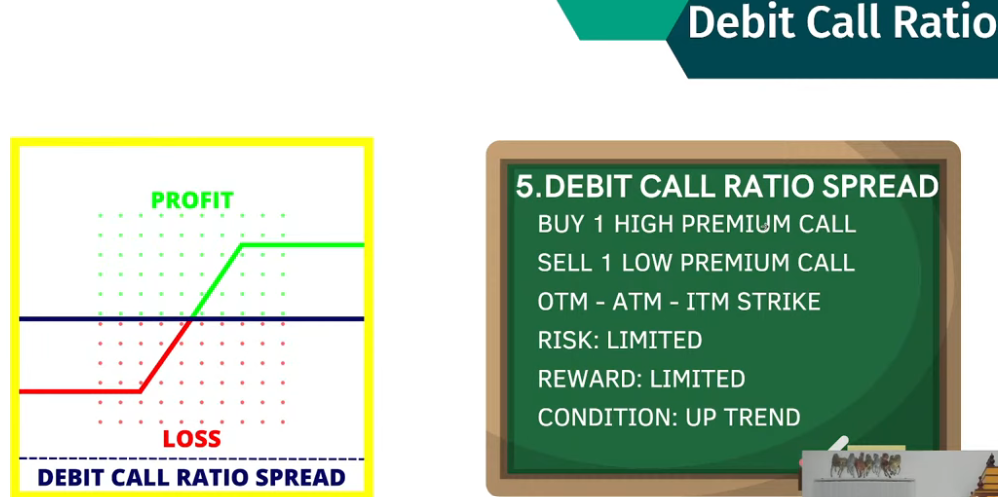 Debit Call Ratio
PROFIT
LOSS
DEBIT CALL RATIO SPREAD
5.DEBIT CALL RATIO SPREAD
BUY 1 HIGH PREMIUM CALL
SELL 1 LOW PREMIUM CALL
OTM - ATM - ITM STRIKE
RISK: LIMITED
REWARD: LIMITED
CONDITION: UP TREND